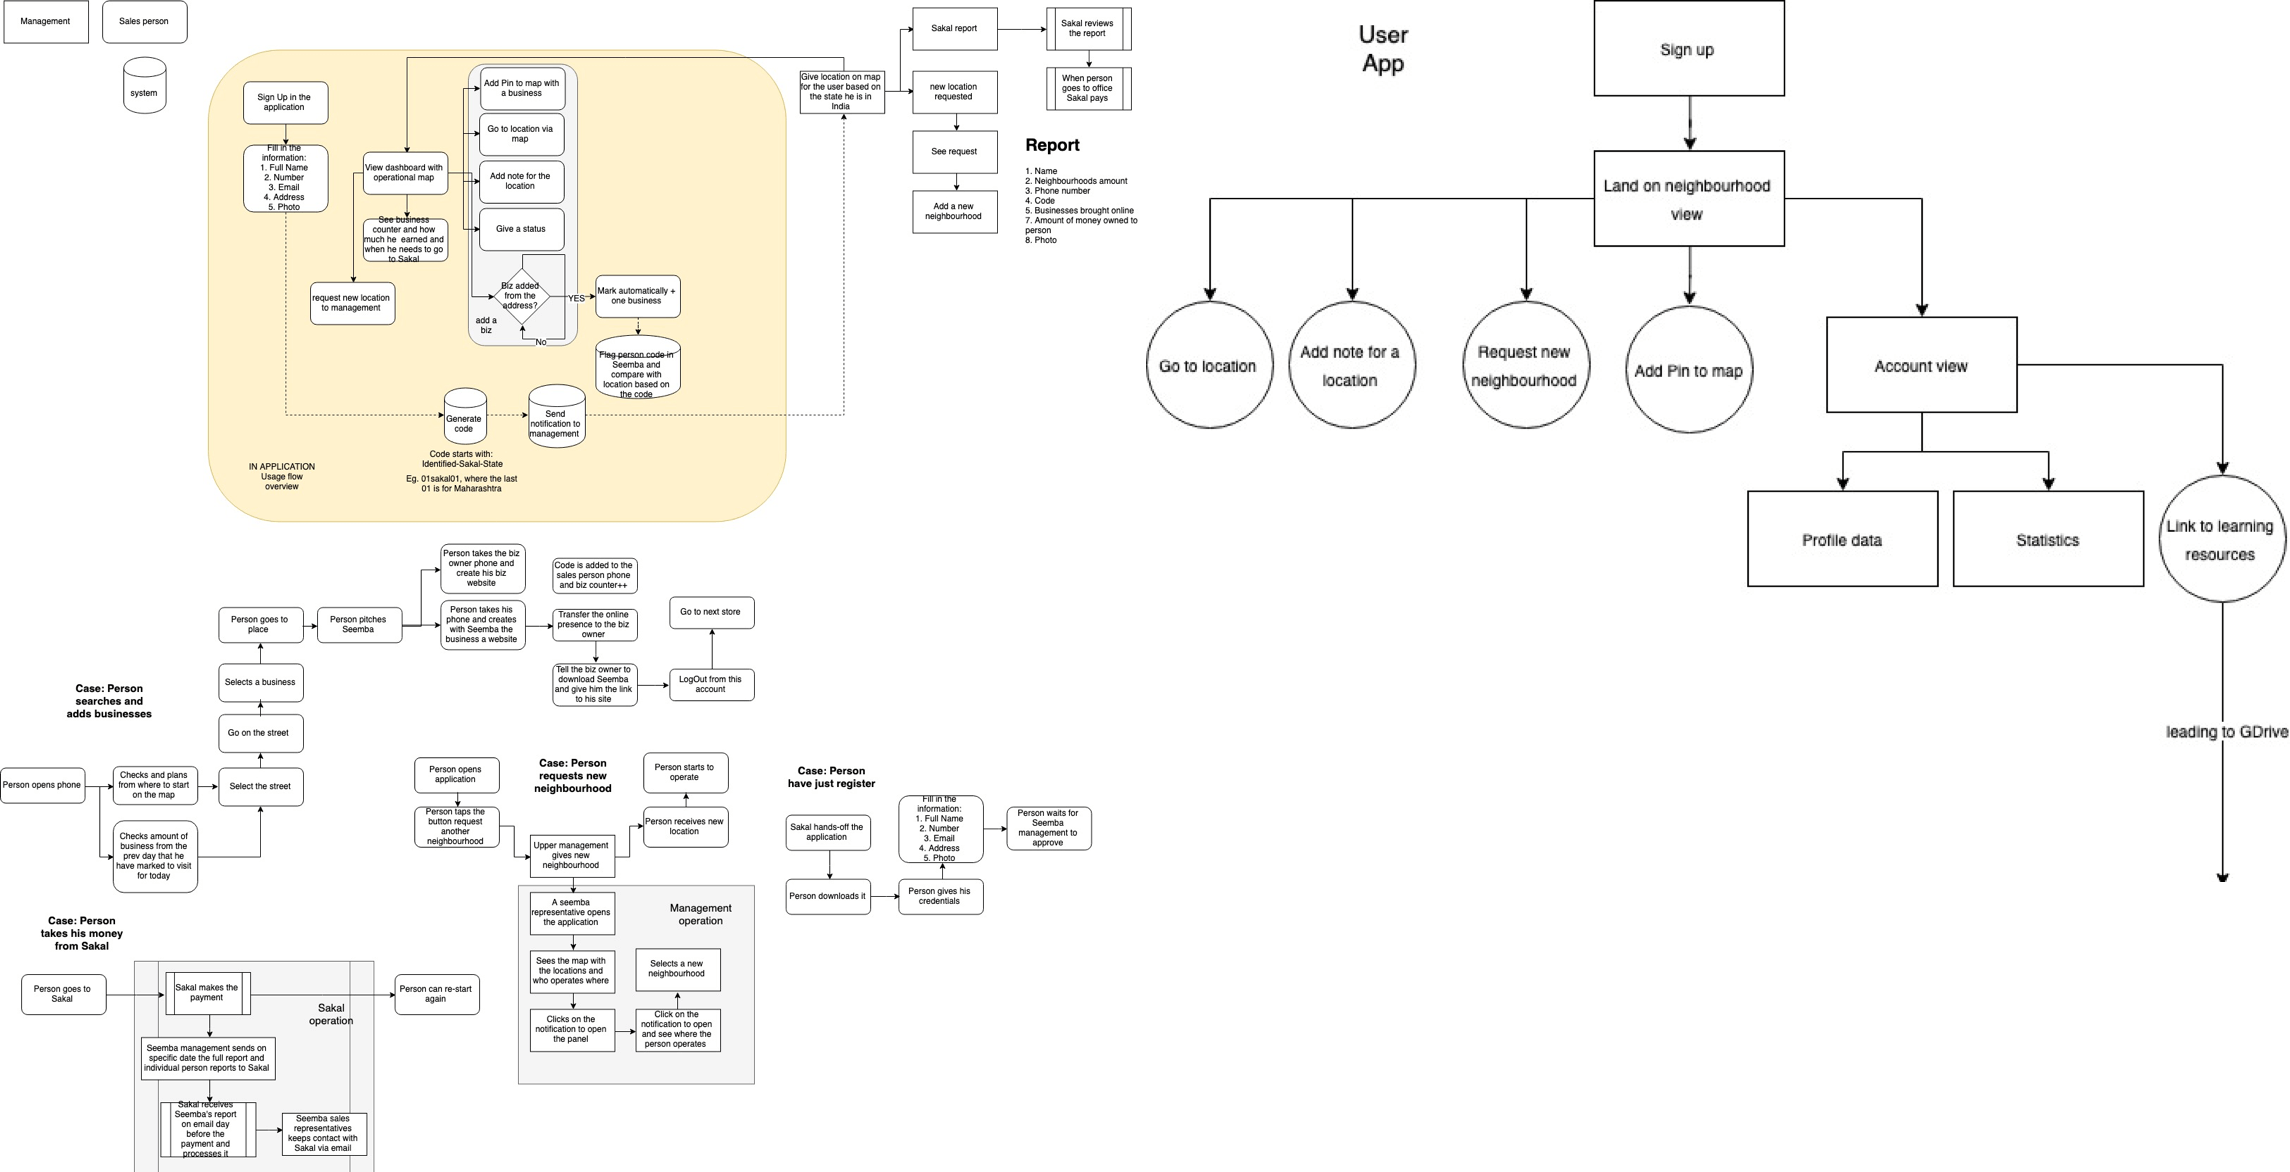 Management
Sales person
system
Sign Up in the
application
Fill in the
information:
1. Full Name
2. Number
3. Email
4. Address
5. Photo
View dashboard with
operational map
See business
counter and how
much he earned and
when he needs to go
to Sakal
request new location
to management
Add Pin to map with
a business
Go to location via
map
Add note for the
location
Give a status
Biz added
from the
address?
add a
biz
YES
No
Mark automatically +
one business
Flag person code in
Seemba and
compare with
location based on
the code
Generate
code
Send
notification to
management
Code starts with:
Identified-Sakal-State
Eg. 01sakal01, where the last
01 is for Maharashtra
IN APPLICATION
Usage flow
overview
Give location on map
for the user based on
the state he is in
India
Sakal report
Sakal reviews
the report
When person
goes to office
Sakal pays
new location
requested
See request
Add a new
neighbourhood
Report
1. Name
2. Neighbourhoods amount
3. Phone number
4. Code
5. Businesses brought online
7. Amount of money owned to
person
8. Photo
User
App
Sign up
Land on neighbourhood
view
Go to location
Add note for a
location
Request new
neighbourhood
Add Pin to map
Account view
Profile data
Statistics
Link to learning
resources
leading to GDrive
Case: Person
searches and
adds businesses
Person opens phone
Checks and plans
from where to start
on the map
Checks amount of
business from the
prev day that he
have marked to visit
for today
Select the street
Go on the street
Selects a business
Person goes to
place
Person pitches
Seemba
Person takes the biz
owner phone and
create his biz
website
Person takes his
phone and creates
with Seemba the
business a website
Code is added to the
sales person phone
and biz counter++
Transfer the online
presence to the biz
owner
Tell the biz owner to
download Seemba
and give him the link
to his site
LogOut from this
account
Go to next store
Case: Person
requests new
neighbourhood
Person opens
application
Person taps the
button request
another
neighbourhood
Upper management
gives new
neighbourhood
Person receives new
location
Person starts to
operate
Management
operation
A seemba
representative opens
the application
Sees the map with
the locations and
who operates where
Clicks on the
notification to open
the panel
Click on the
notification to open
and see where the
person operates
Selects a new
neighbourhood
Case: Person
have just register
Sakal hands-off the
application
Person downloads it
Person gives his
credentials
Fill in the
information:
1. Full Name
2. Number
3. Email
4. Address
5. Photo
Person waits for
Seemba
management to
approve
Case: Person
takes his money
from Sakal
Person goes to
Sakal
Sakal makes the
payment
Sakal
operation
Person can re-start
again
Seemba management sends on
specific date the full report and
individual person reports to Sakal
Sakal receives
Seemba's report
on email day
before the
payment and
processes it
Seemba sales
representatives
keeps contact with
Sakal via email